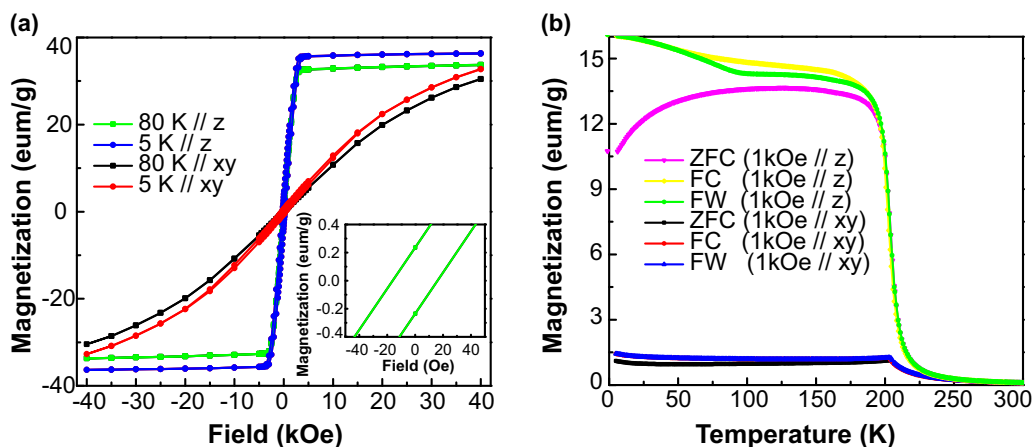 (a)
Magnetization (eum/g)
40
20
0
-20
-40
-40 -30 -20 -10 0 10 20 30 40
Field (kOe)
80 K // z
5 K // z
80 K // xy
5 K // xy
Magnetization (eum/g)
0.4
0.2
0.0
-0.2
-0.4
-40 -20 0 20 40
Field (Oe)
(b)
Magnetization (eum/g)
15
12
9
6
3
0
0 50 100 150 200 250 300
Temperature (K)
ZFC (1kOe // z)
FC (1kOe // z)
FW (1kOe // z)
ZFC (1kOe // xy)
FC (1kOe // xy)
FW (1kOe // xy)